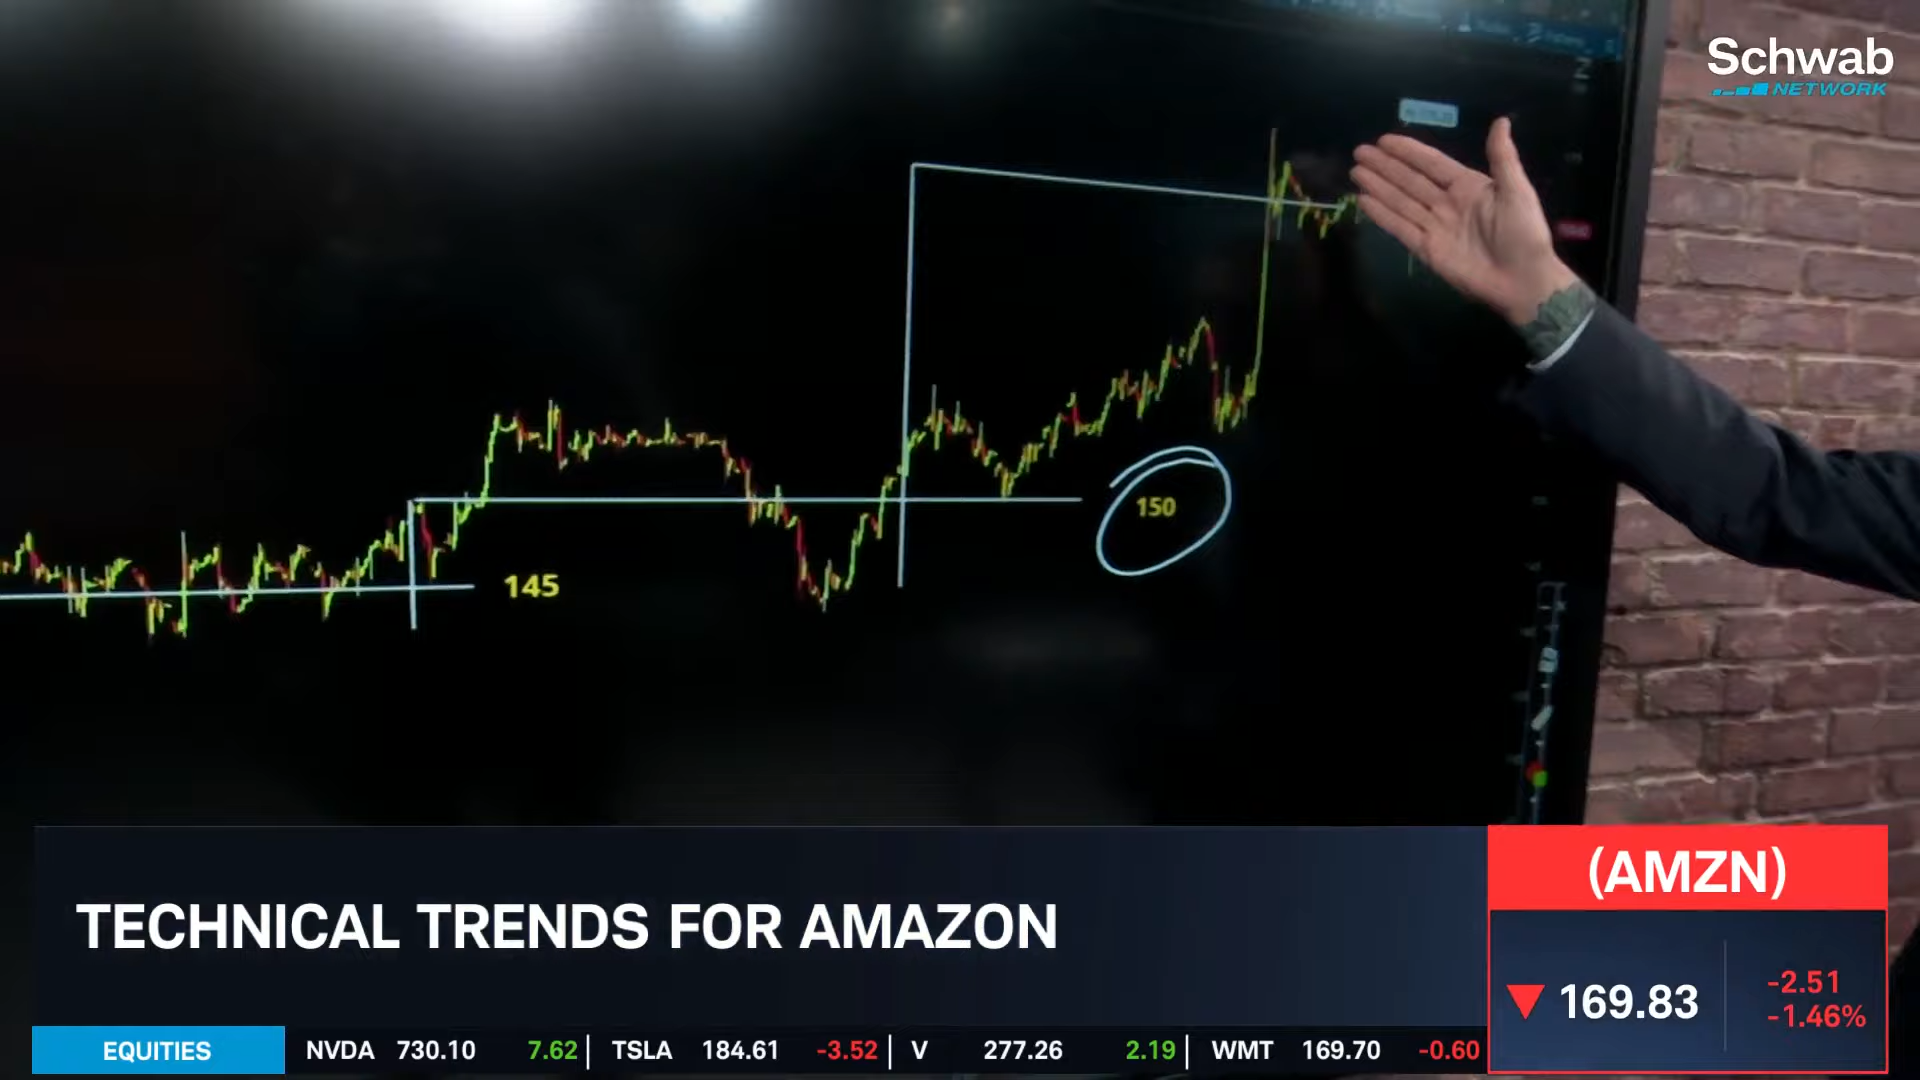 Schwab
NETWORK
150
145
TECHNICAL TRENDS FOR AMAZON
(AMZN)
169.83
-2.51
-1.46%
EQUITIES
NVDA 730.10 7.62 TSLA 184.61 -3.52 V 277.26 2.19 WMT 169.70 -0.60